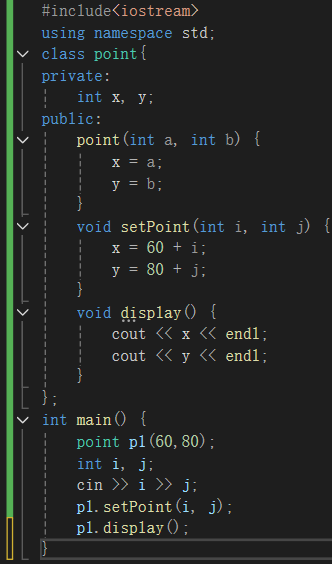 #include<iostream>
using namespace std;
class point{
private:
    int x, y;
public:
    point(int a, int b) {
        x = a;
        y = b;
    }
    void setPoint(int i, int j) {
        x = 60 + i;
        y = 80 + j;
    }
    void display() {
        cout << x << endl;
        cout << y << endl;
    }
};
int main() {
    point p1(60,80);
    int i, j;
    cin >> i >> j;
    p1.setPoint(i, j);
    p1.display();
}